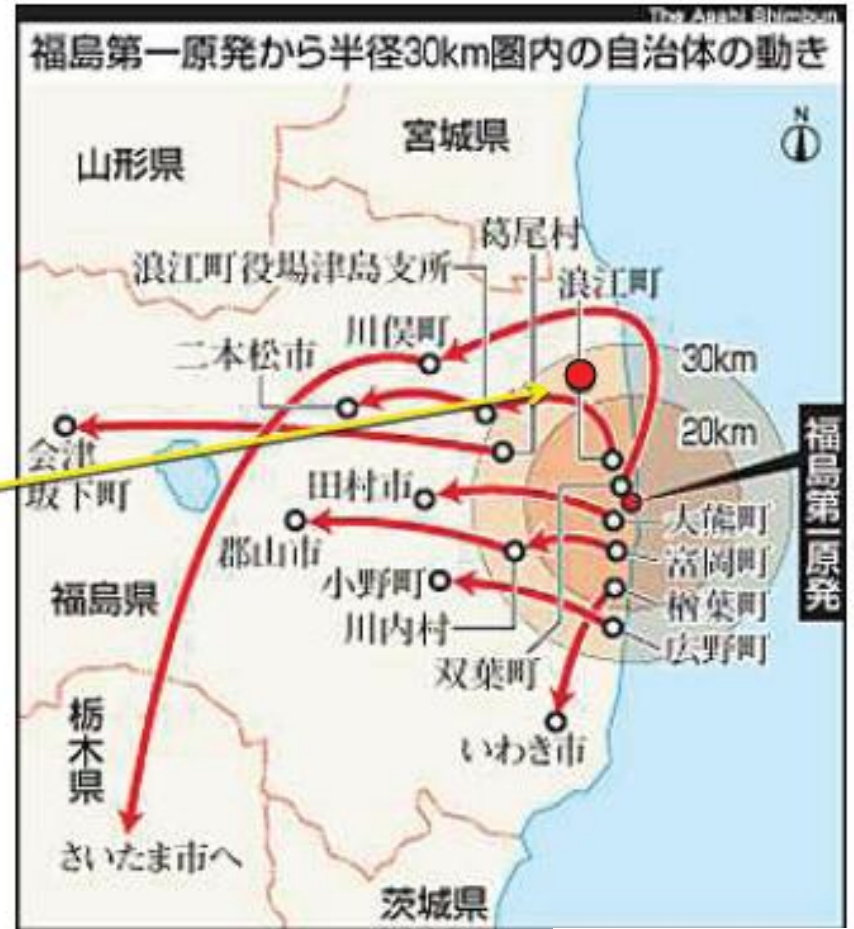 The Asahi Shimbun
福島第一原発から半径30km圏内の自治体の動き
N
宮城県
山形県
葛尾村
浪江町役場津島支所
浪江町
川俣町
二本松市
30km
20km
会津
坂下町
田村市
福島第一原発
大熊町
郡山市
富岡町
小野町
福島県
楢葉町
川内村
広野町
双葉町
栃木県
いわき市
さいたま市へ
茨城県